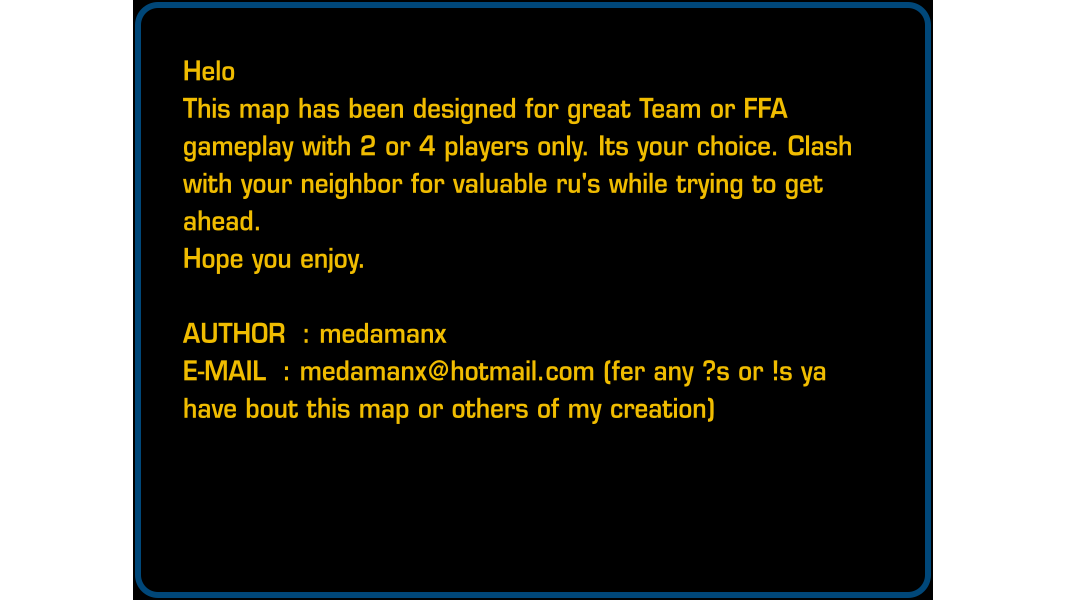 Helo
This map has been designed for great Team or FFA
gameplay with 2 or 4 players only. Its your choice. Clash
with your neighbor for valuable ru's while trying to get
ahead.
Hope you enjoy.
AUTHOR  : medamanx
E-MAIL  : medamanx@hotmail.com (fer any ?s or !s ya
have bout this map or others of my creation)